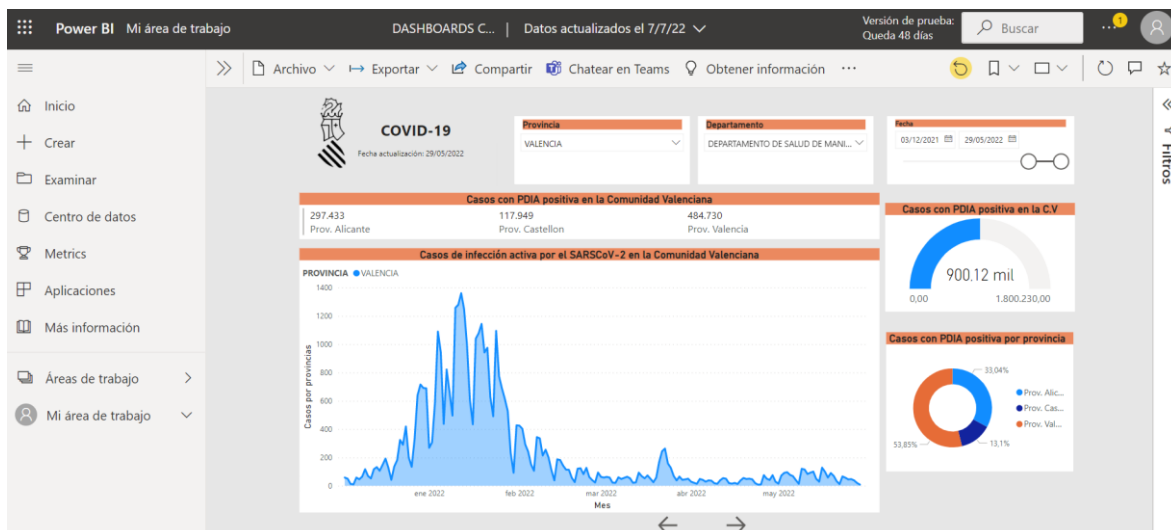 Power BI Mi área de trabajo
DASHBOARDS C... | Datos actualizados el 7/7/22
Versión de prueba:
Queda 48 días
Buscar
1
Archivo
Exportar
Compartir
Chatear en Teams
Obtener información
...
Inicio
Crear
Examinar
Centro de datos
Metrics
Aplicaciones
Más información
Áreas de trabajo
Mi área de trabajo
COVID-19
Fecha actualización: 29/05/2022
Provincia
VALENCIA
Departamento
DEPARTAMENTO DE SALUD DE MANI...
Fecha
03/12/2021 29/05/2022
Filtros
Casos con PDIA positiva en la Comunidad Valenciana
297.433 117.949 484.730
Prov. Alicante Prov. Castellon Prov. Valencia
Casos de infección activa por el SARSCoV-2 en la Comunidad Valenciana
PROVINCIA VALENCIA
Casos por provincias
1400
1200
1000
800
600
400
200
0
ene 2022 feb 2022 mar 2022 abr 2022 may 2022
Mes
Casos con PDIA positiva en la C.V
900.12 mil
0,00 1.800.230,00
Casos con PDIA positiva por provincia
33,04%
13,1%
53,85%
Prov. Alic...
Prov. Cas...
Prov. Val...